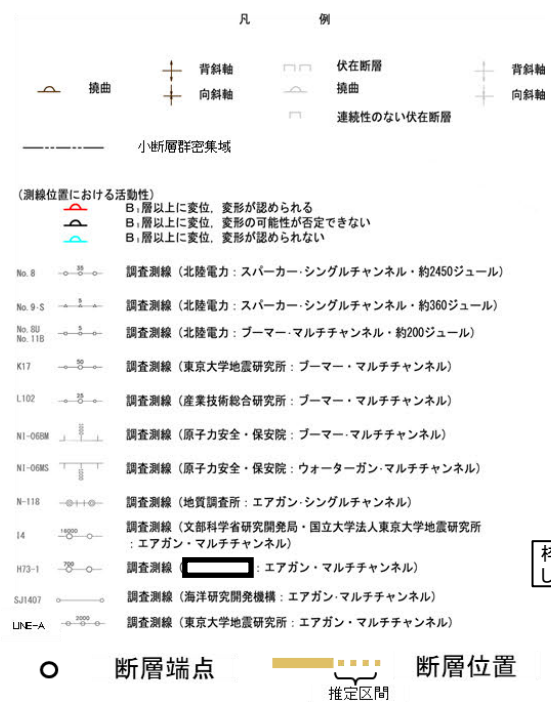 凡 例
撓曲
背斜軸
向斜軸
伏在断層
撓曲
連続性のない伏在断層
背斜軸
向斜軸
小断層群密集域
(測線位置における活動性)
B₁層以上に変位, 変形が認められる
B₁層以上に変位, 変形の可能性が否定できない
B₁層以上に変位, 変形が認められない
No.8 35 調査測線(北陸電力:スパーカー・シングルチャンネル・約2450ジュール)
No.9-S 5 調査測線(北陸電力:スパーカー・シングルチャンネル・約360ジュール)
No.8U
No.11B 5 調査測線(北陸電力:ブーマー・マルチチャンネル・約200ジュール)
K17 50 調査測線(東京大学地震研究所:ブーマー・マルチチャンネル)
L102 25 調査測線(産業技術総合研究所:ブーマー・マルチチャンネル)
NI-06BM 調査測線(原子力安全・保安院:ブーマー・マルチチャンネル)
NI-06MS 調査測線(原子力安全・保安院:ウォーターガン・マルチチャンネル)
N-118 調査測線(地質調査所:エアガン・シングルチャンネル)
I4 16000 調査測線(文部科学省研究開発局・国立大学法人東京大学地震研究所
:エアガン・マルチチャンネル)
H73-1 700 調査測線( :エアガン・マルチチャンネル)
SJ1407 調査測線(海洋研究開発機構:エアガン・マルチチャンネル)
LINE-A 3000 調査測線(東京大学地震研究所:エアガン・マルチチャンネル)
断層端点
断層位置
推定区間